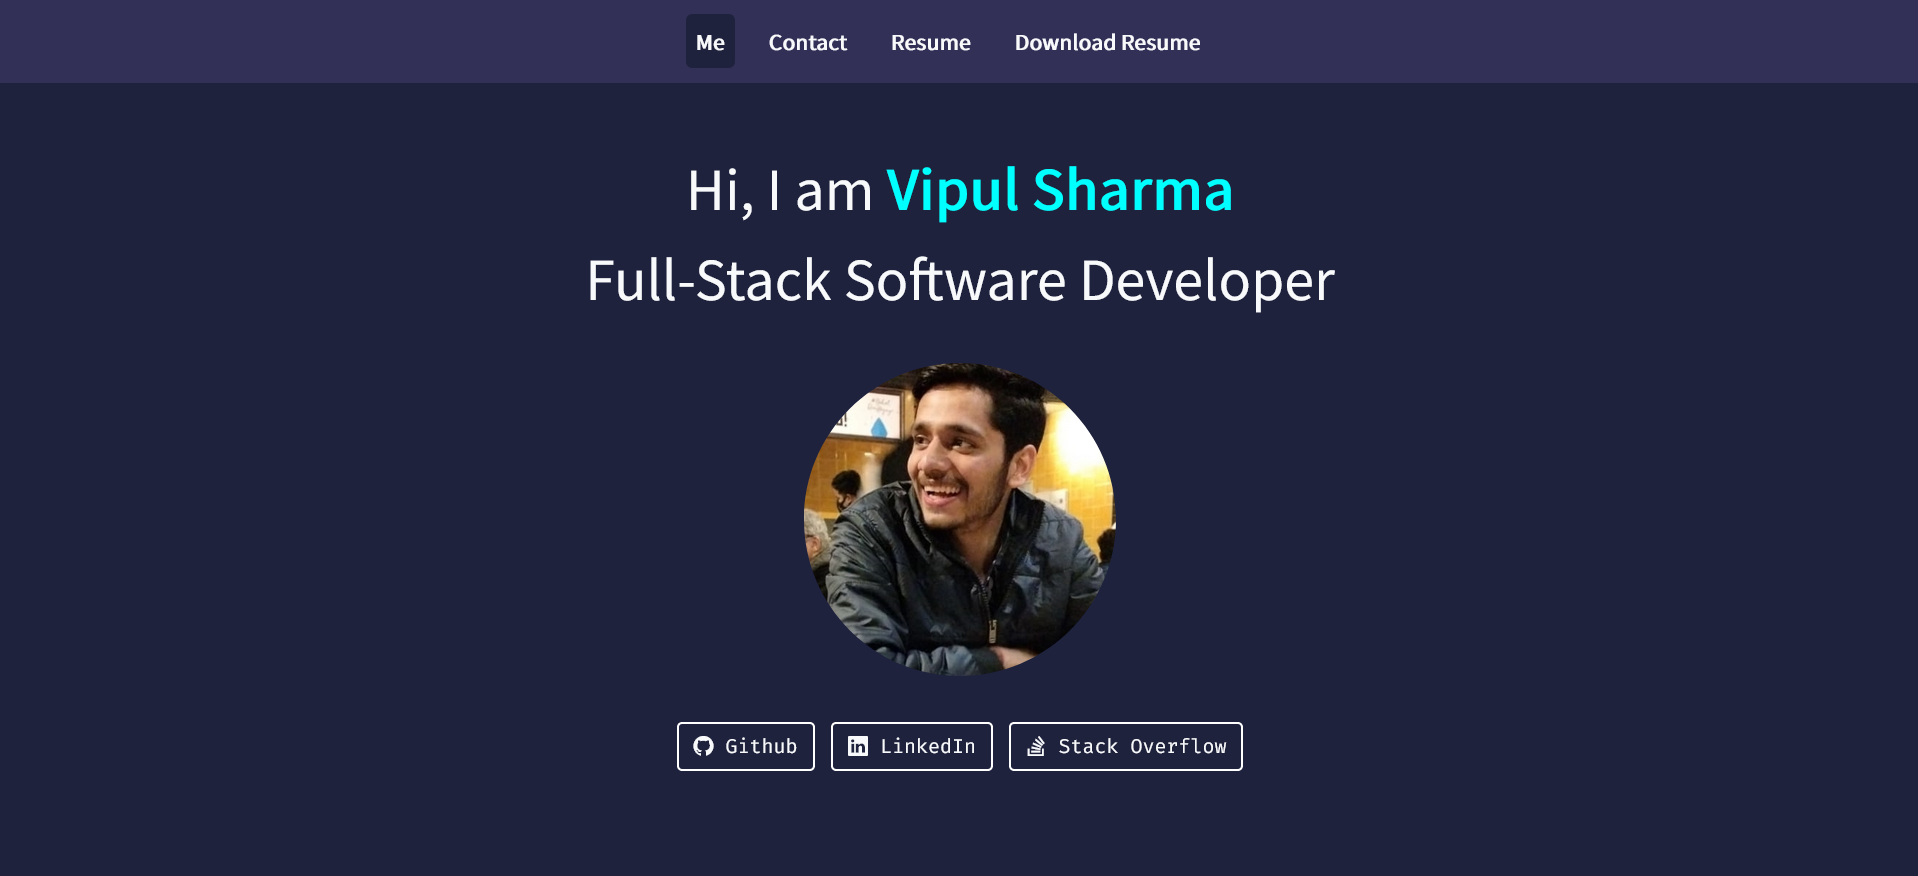 Me Contact Resume Download Resume
Hi, I am Vipul Sharma
Full-Stack Software Developer
Github LinkedIn Stack Overflow